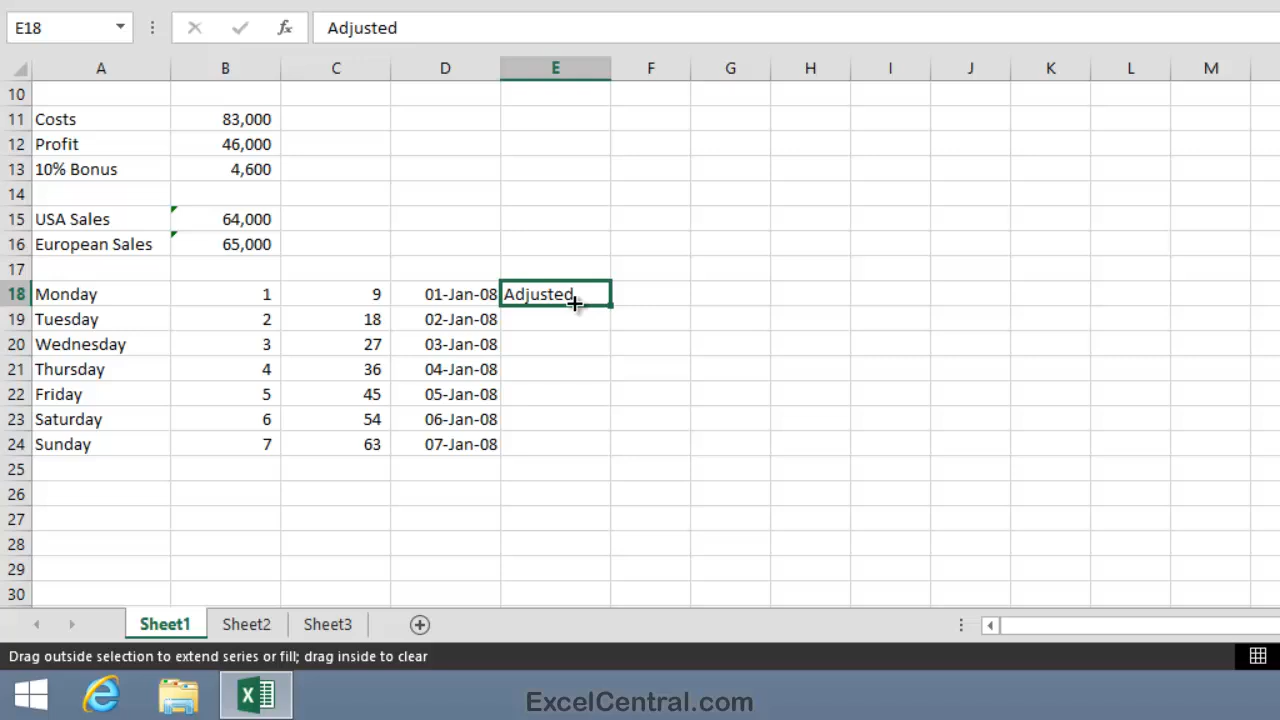 E18 fx Adjusted
A B C D E F G H I J K L M
10
11 Costs 83,000
12 Profit 46,000
13 10% Bonus 4,600
14
15 USA Sales 64,000
16 European Sales 65,000
17
18 Monday 1 9 01-Jan-08 Adjusted
19 Tuesday 2 18 02-Jan-08
20 Wednesday 3 27 03-Jan-08
21 Thursday 4 36 04-Jan-08
22 Friday 5 45 05-Jan-08
23 Saturday 6 54 06-Jan-08
24 Sunday 7 63 07-Jan-08
25
26
27
28
29
30
Sheet1 Sheet2 Sheet3
Drag outside selection to extend series or fill; drag inside to clear
ExcelCentral.com